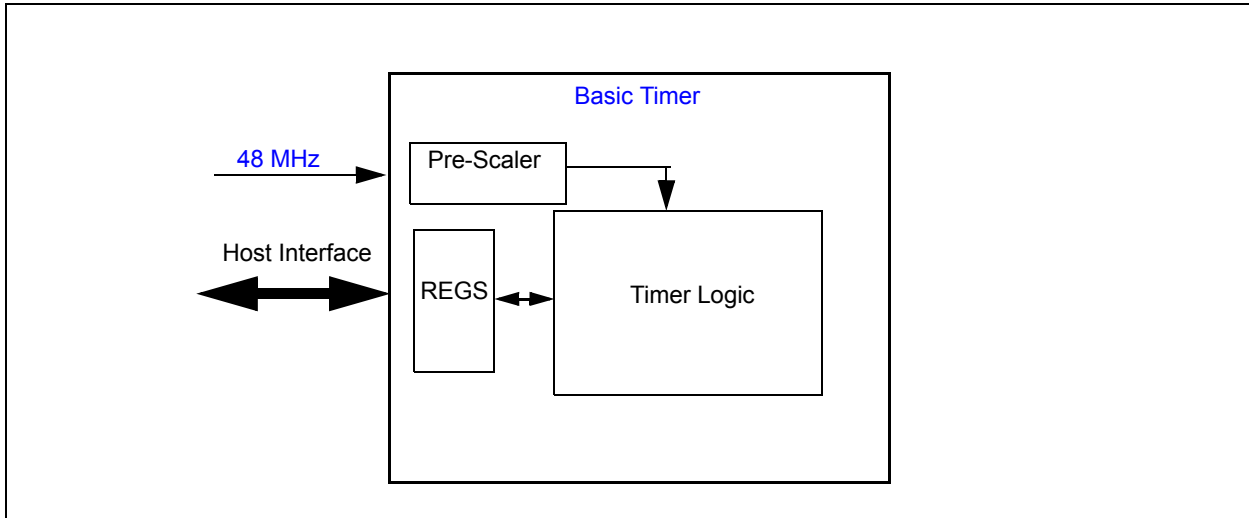 Basic Timer
48 MHz
Pre-Scaler
Host Interface
REGS
Timer Logic